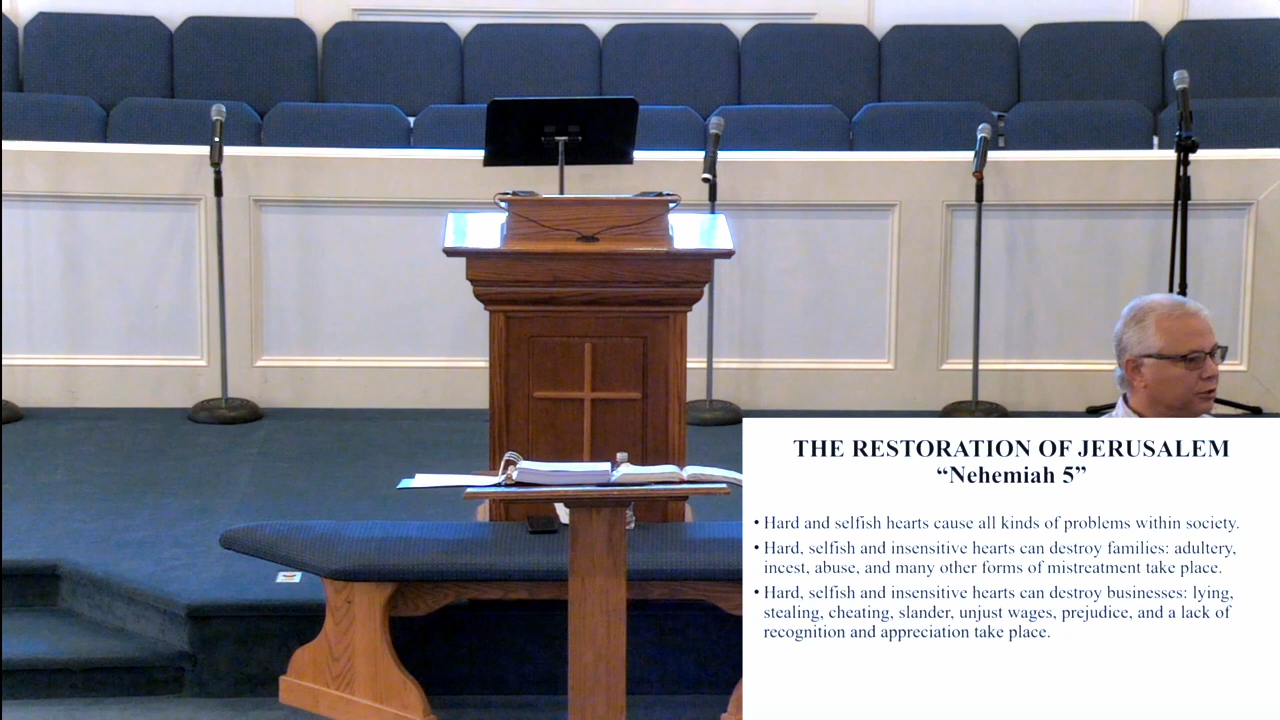 THE RESTORATION OF JERUSALEM
“Nehemiah 5”
• Hard and selfish hearts cause all kinds of problems within society.
• Hard, selfish and insensitive hearts can destroy families: adultery,
incest, abuse, and many other forms of mistreatment take place.
• Hard, selfish and insensitive hearts can destroy businesses: lying,
stealing, cheating, slander, unjust wages, prejudice, and a lack of
recognition and appreciation take place.